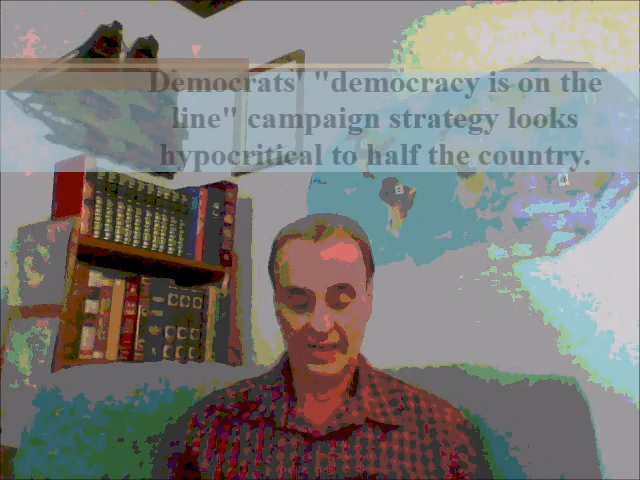 Democrats' "democracy is on the
line" campaign strategy looks
hypocritical to half the country.